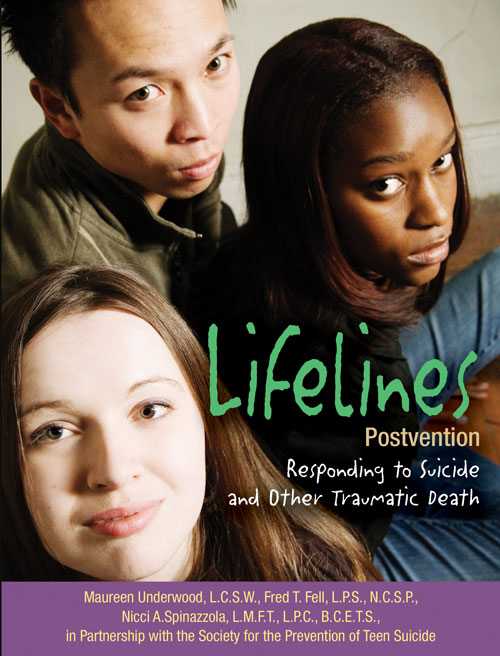 Lifelines
Postvention
Responding to Suicide
and Other Traumatic Death
Maureen Underwood, L.C.S.W., Fred T. Fell, L.P.S., N.C.S.P.,
Nicci A.Spinazzola, L.M.F.T., L.P.C., B.C.E.T.S.,
in Partnership with the Society for the Prevention of Teen Suicide